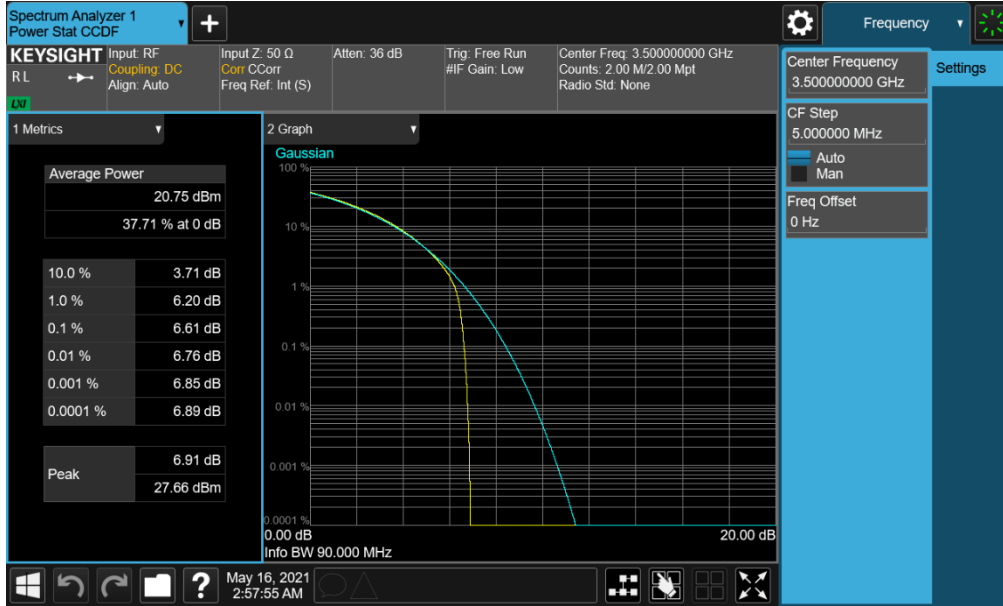 Spectrum Analyzer 1
Power Stat CCDF
Frequency
KEYSIGHT
R L
LXI
Input: RF
Coupling: DC
Align: Auto
Input Z: 50 Ω
Corr CCorr
Freq Ref: Int (S)
Atten: 36 dB
Trig: Free Run
#IF Gain: Low
Center Freq: 3.500000000 GHz
Counts: 2.00 M/2.00 Mpt
Radio Std: None
Center Frequency
3.500000000 GHz
Settings
CF Step
5.000000 MHz
Auto
Man
Freq Offset
0 Hz
1 Metrics
Average Power
20.75 dBm
37.71 % at 0 dB
10.0 % 3.71 dB
1.0 % 6.20 dB
0.1 % 6.61 dB
0.01 % 6.76 dB
0.001 % 6.85 dB
0.0001 % 6.89 dB
Peak
6.91 dB
27.66 dBm
2 Graph
Gaussian
100 %
10 %
1 %
0.1 %
0.01 %
0.001 %
0.0001 %
0.00 dB 20.00 dB
Info BW 90.000 MHz
?
May 16, 2021
2:57:55 AM